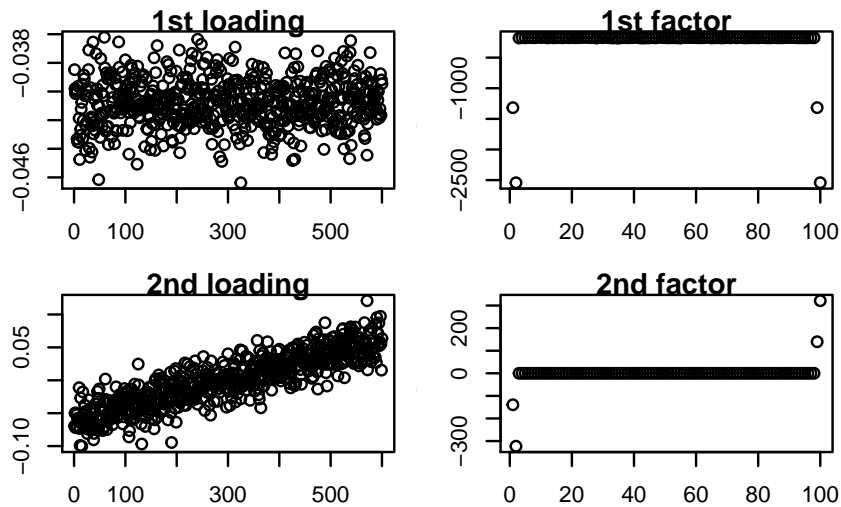 1st loading
−0.038
−0.046
0 100 300 500
1st factor
−1000
−2500
0 20 40 60 80 100
2nd loading
0.05
−0.10
0 100 300 500
2nd factor
200
0
−300
0 20 40 60 80 100